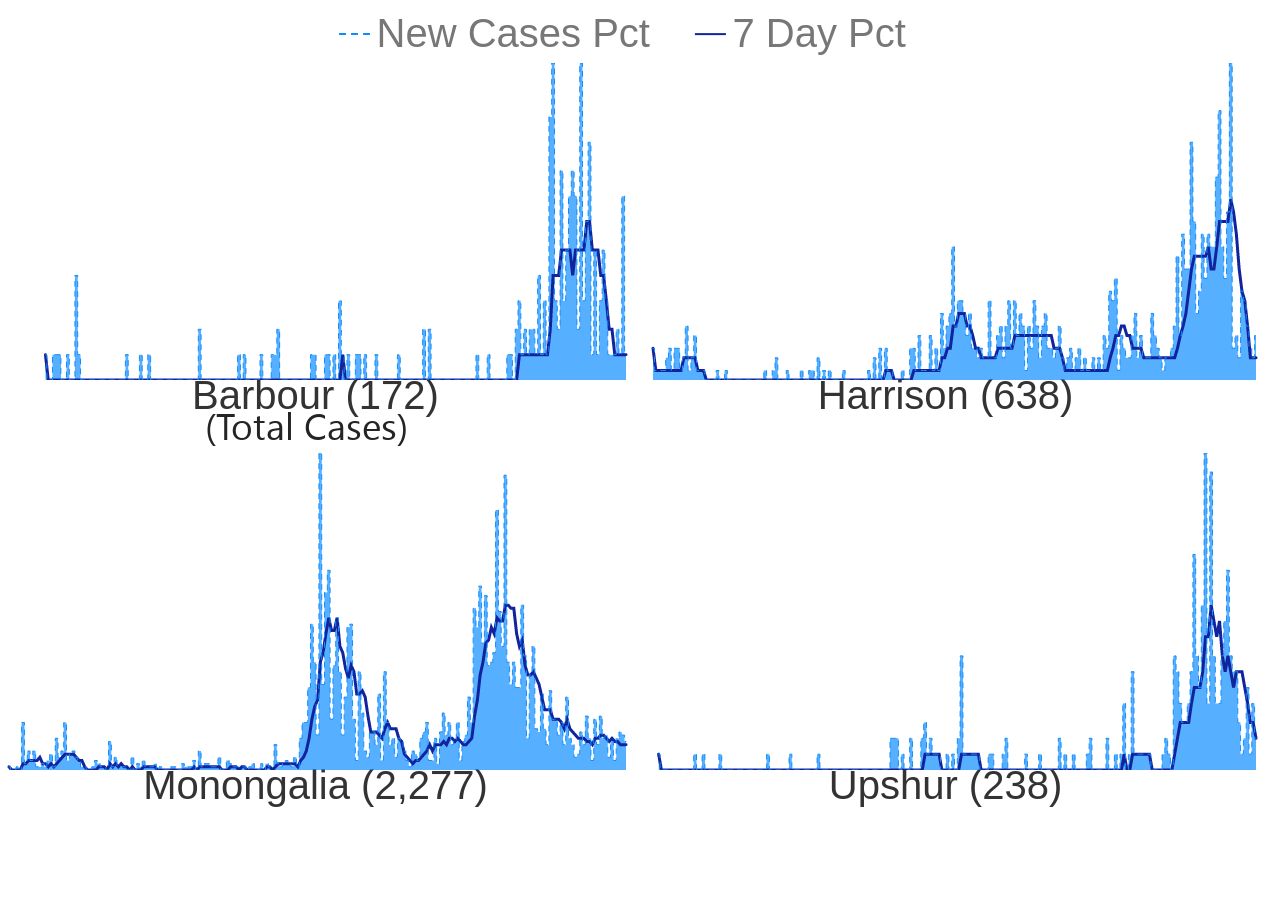 New Cases Pct 7 Day Pct
Barbour (172) Harrison (638)
(Total Cases)
Monongalia (2,277) Upshur (238)